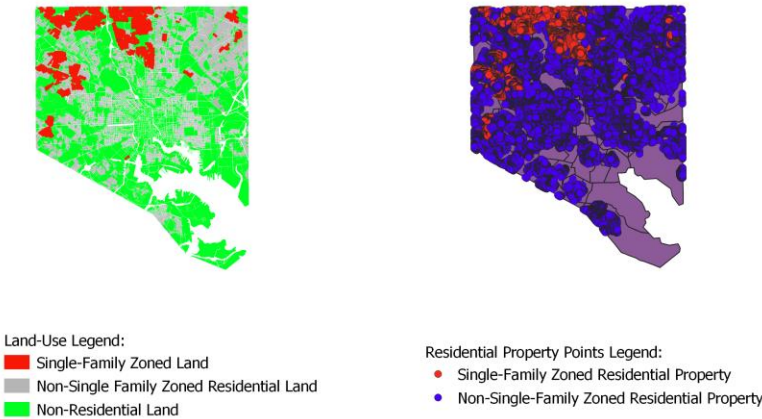 Land-Use Legend:
Single-Family Zoned Land
Non-Single Family Zoned Residential Land
Non-Residential Land
Residential Property Points Legend:
Single-Family Zoned Residential Property
Non-Single-Family Zoned Residential Property